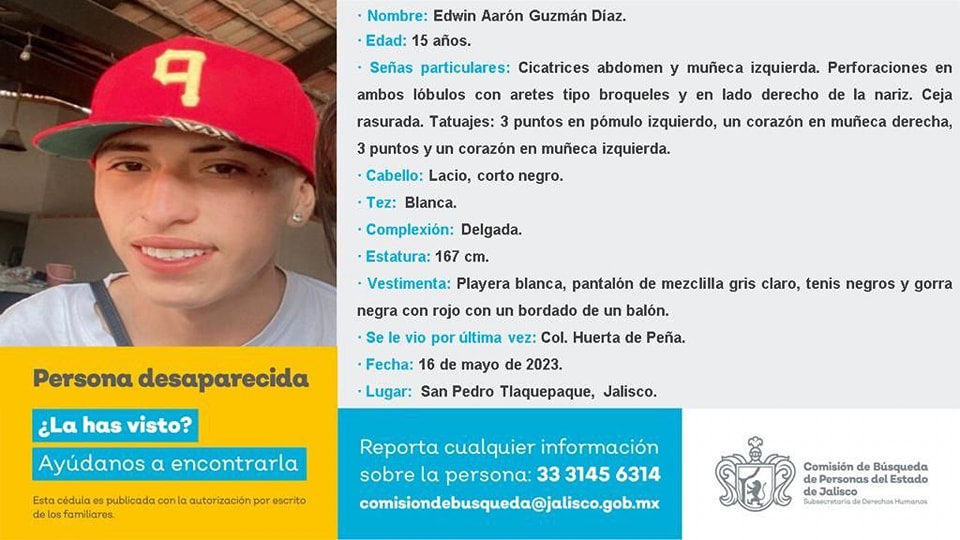 · Nombre: Edwin Aarón Guzmán Díaz.
· Edad: 15 años.
· Señas particulares: Cicatrices abdomen y muñeca izquierda. Perforaciones en
ambos lóbulos con aretes tipo broqueles y en lado derecho de la nariz. Ceja
rasurada. Tatuajes: 3 puntos en pómulo izquierdo, un corazón en muñeca derecha,
3 puntos y un corazón en muñeca izquierda.
· Cabello: Lacio, corto negro.
· Tez: Blanca.
· Complexión: Delgada.
· Estatura: 167 cm.
· Vestimenta: Playera blanca, pantalón de mezclilla gris claro, tenis negros y gorra
negra con rojo con un bordado de un balón.
· Se le vio por última vez: Col. Huerta de Peña.
· Fecha: 16 de mayo de 2023.
· Lugar: San Pedro Tlaquepaque, Jalisco.
Persona desaparecida
¿La has visto?
Ayúdanos a encontrarla
Esta cédula es publicada con la autorización por escrito
de los familiares.
Reporta cualquier información
sobre la persona: 33 3145 6314
comisiondebusqueda@jalisco.gob.mx
Comisión de Búsqueda
de Personas del Estado
de Jalisco
Subsecretaría de Derechos Humanos